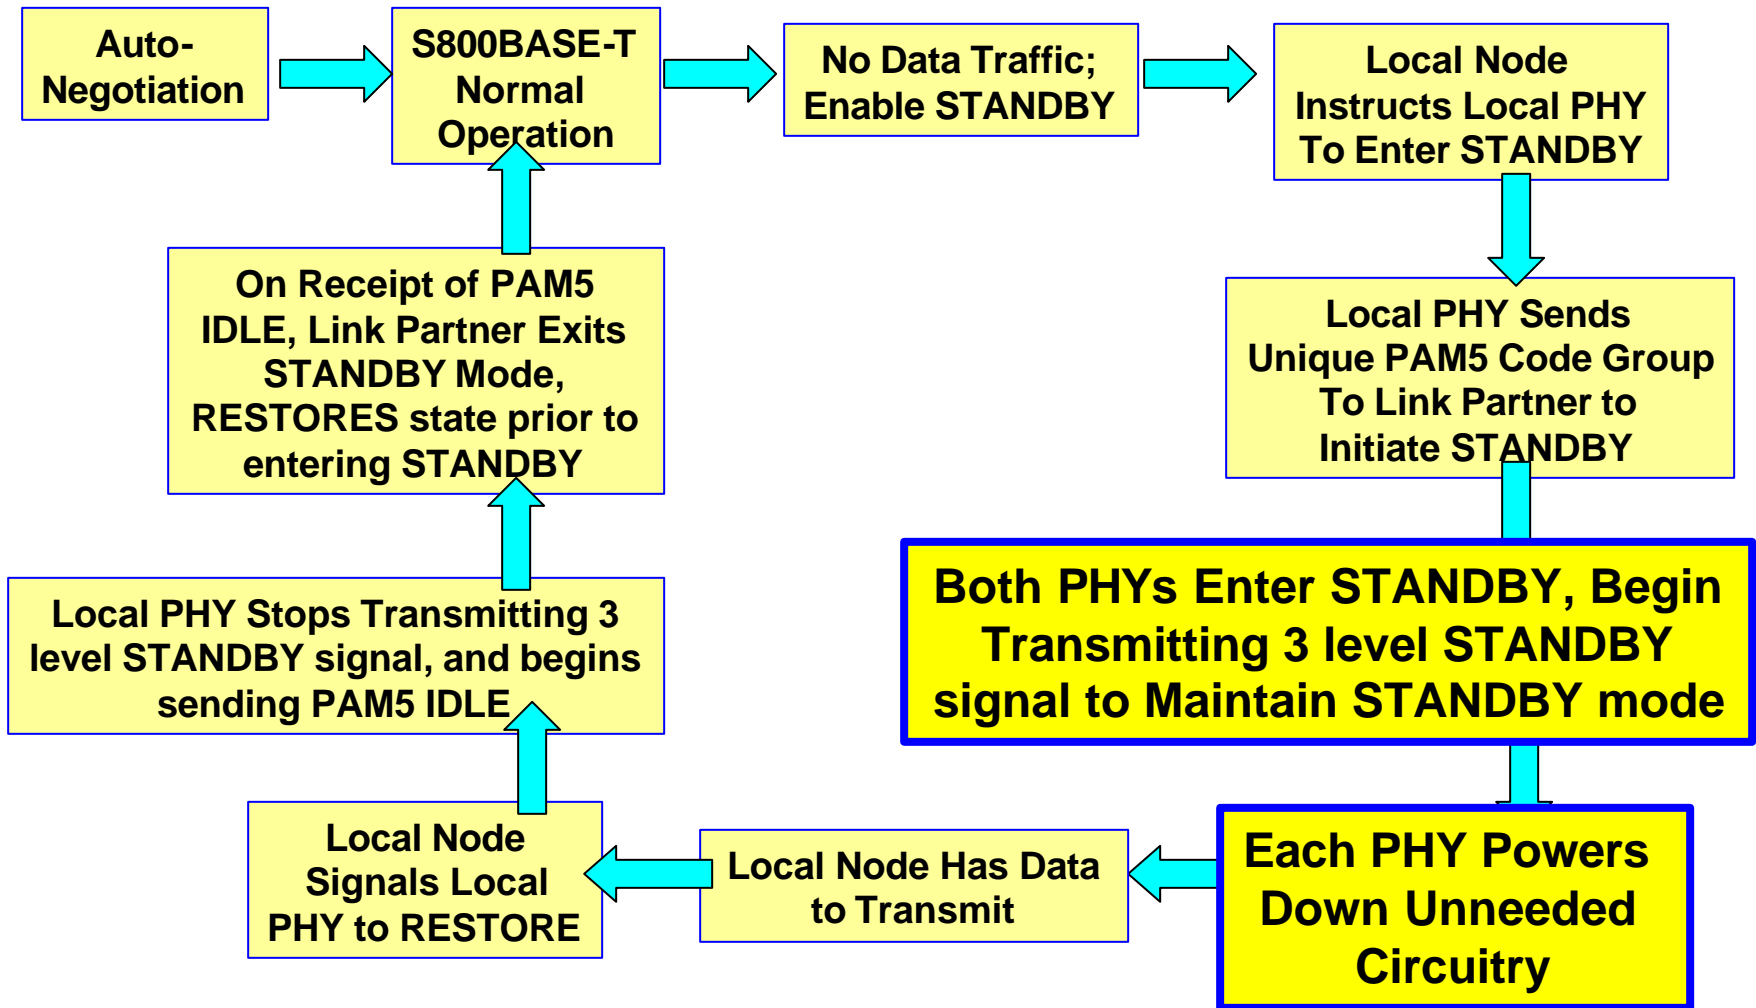 Auto-
Negotiation
S800BASE-T
Normal
Operation
No Data Traffic;
Enable STANDBY
Local Node
Instructs Local PHY
To Enter STANDBY
Local PHY Sends
Unique PAM5 Code Group
To Link Partner to
Initiate STANDBY
Both PHYs Enter STANDBY, Begin
Transmitting 3 level STANDBY
signal to Maintain STANDBY mode
Each PHY Powers
Down Unneeded
Circuitry
Local Node Has Data
to Transmit
Local Node
Signals Local
PHY to RESTORE
Local PHY Stops Transmitting 3
level STANDBY signal, and begins
sending PAM5 IDLE
On Receipt of PAM5
IDLE, Link Partner Exits
STANDBY Mode,
RESTORES state prior to
entering STANDBY